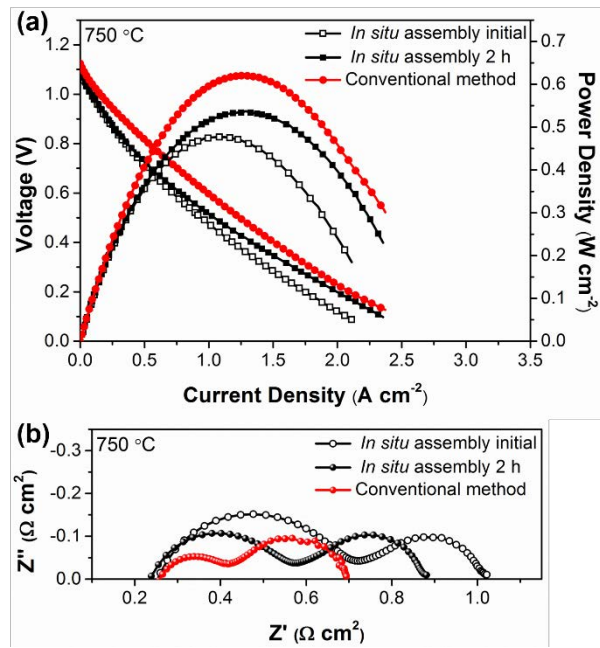 (a)
750 °C
In situ assembly initial
In situ assembly 2 h
Conventional method
1.2
1.0
0.8
0.6
0.4
0.2
0.0
Voltage (V)
0.7
0.6
0.5
0.4
0.3
0.2
0.1
0.0
Power Density (W cm-2)
0.0 0.5 1.0 1.5 2.0 2.5 3.0 3.5
Current Density (A cm-2)
(b)
750 °C
In situ assembly initial
In situ assembly 2 h
Conventional method
-0.3
-0.2
-0.1
0.0
Z'' (Ω cm2)
0.2 0.4 0.6 0.8 1.0
Z' (Ω cm2)